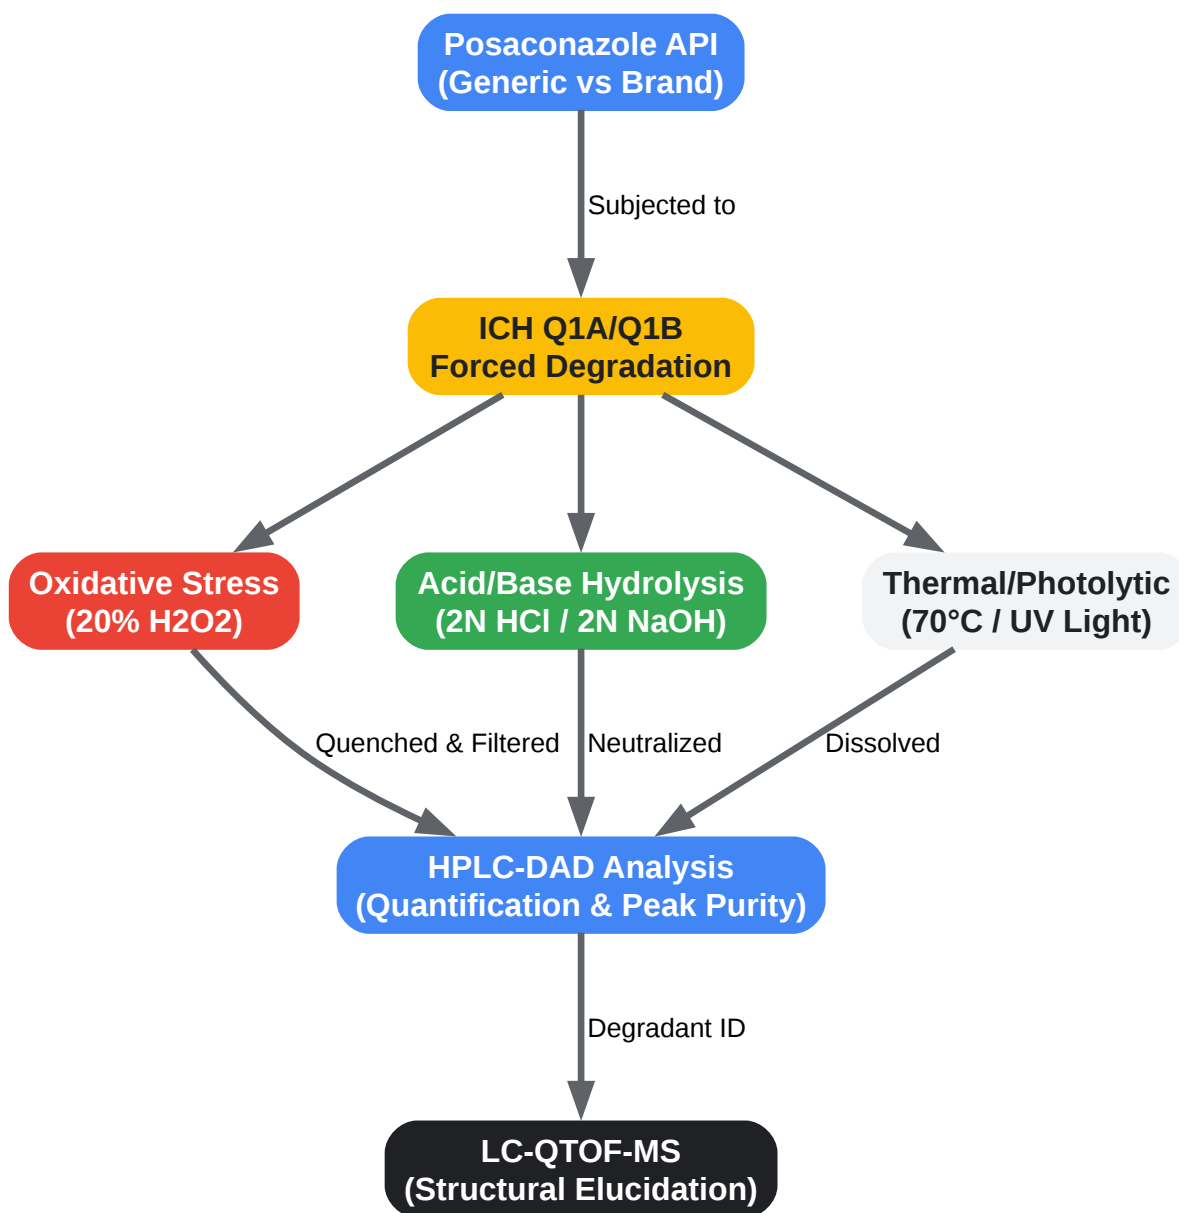 Posaconazole API
(Generic vs Brand)
Subjected to
ICH Q1A/Q1B
Forced Degradation
Oxidative Stress
(20% H2O2)
Acid/Base Hydrolysis
(2N HCl / 2N NaOH)
Thermal/Photolytic
(70°C / UV Light)
Quenched & Filtered
Neutralized
Dissolved
HPLC-DAD Analysis
(Quantification & Peak Purity)
Degradant ID
LC-QTOF-MS
(Structural Elucidation)